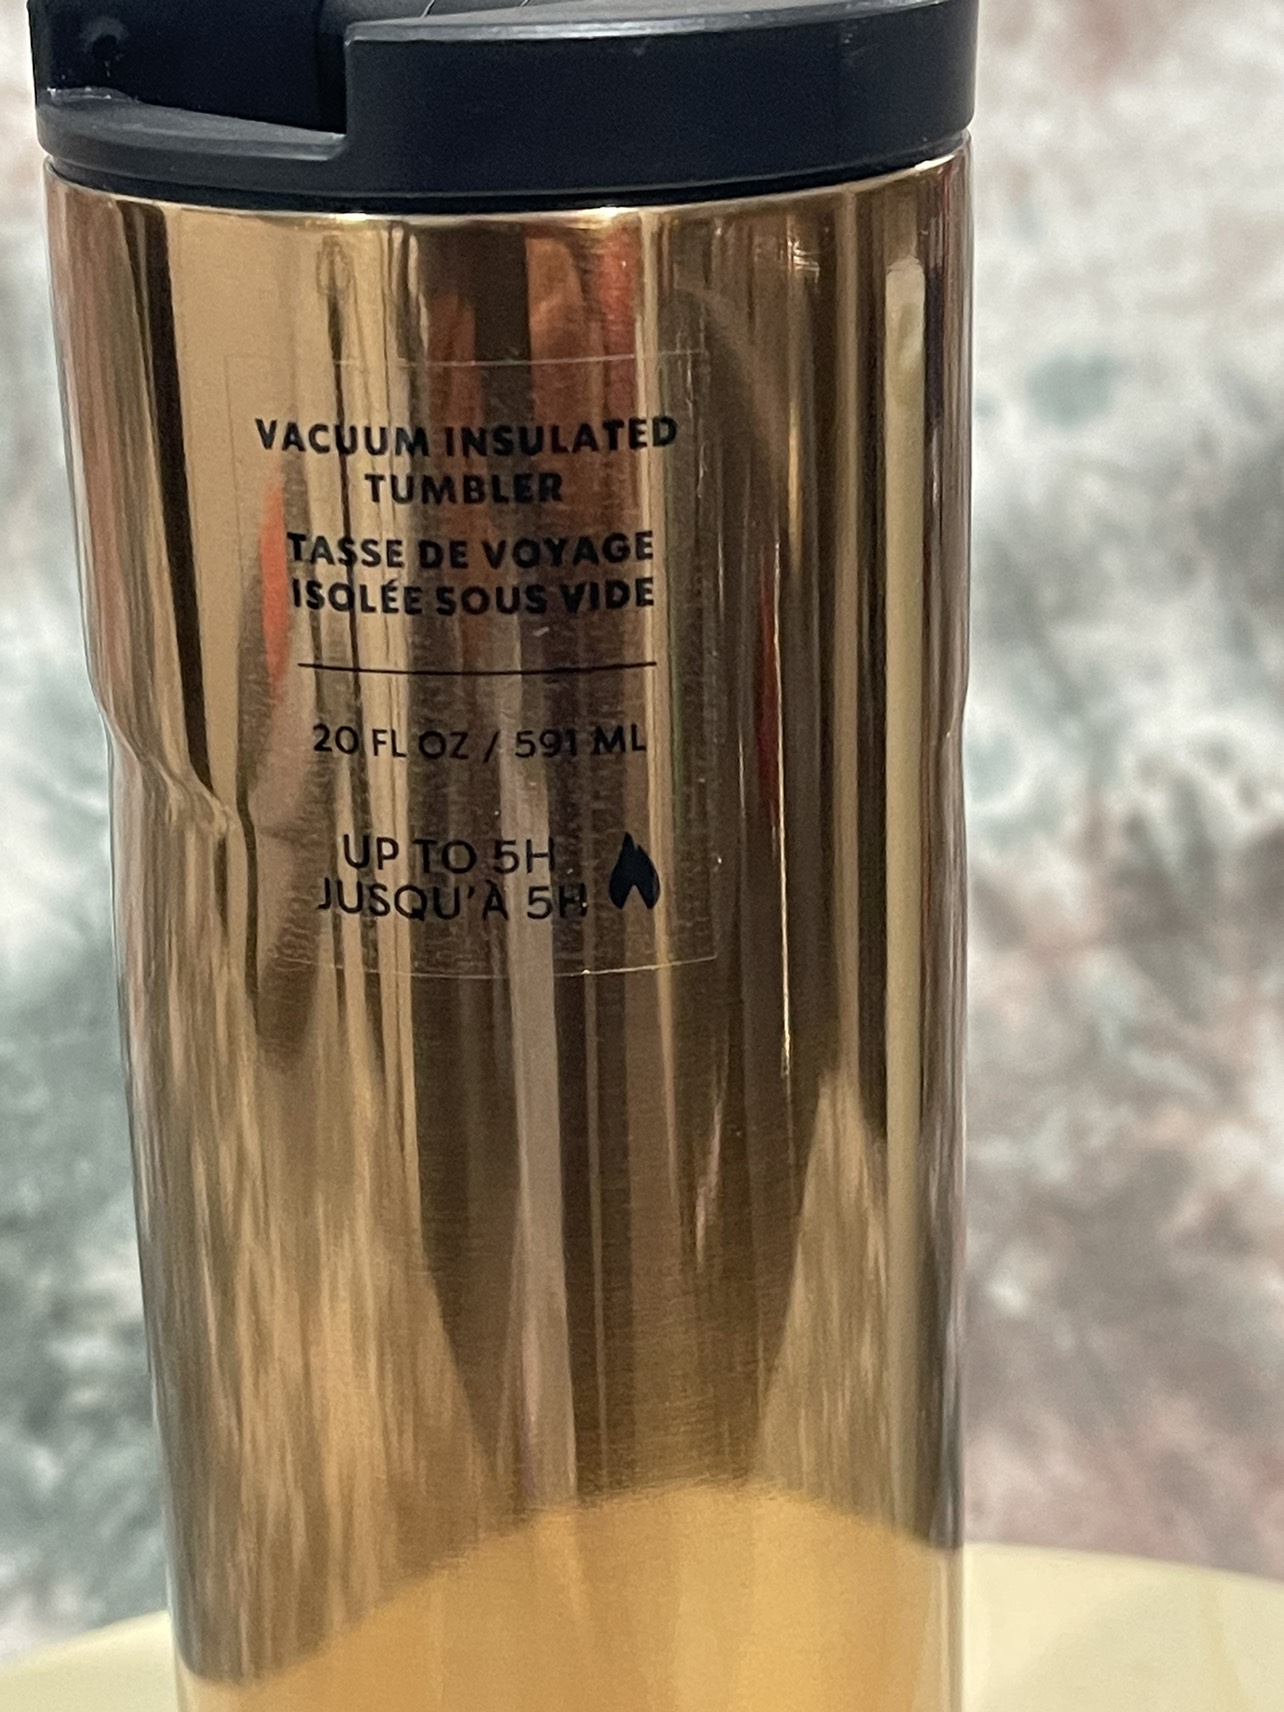 VACUUM INSULATED
TUMBLER
TASSE DE VOYAGE
ISOLÉE SOUS VIDE
20 FL OZ / 591 ML
UP TO 5H
JUSQU'À 5H